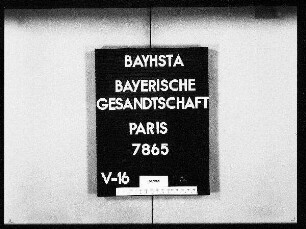 BAYHSTA
BAYERISCHE
GESANDTSCHAFT
PARIS
7865
V-16